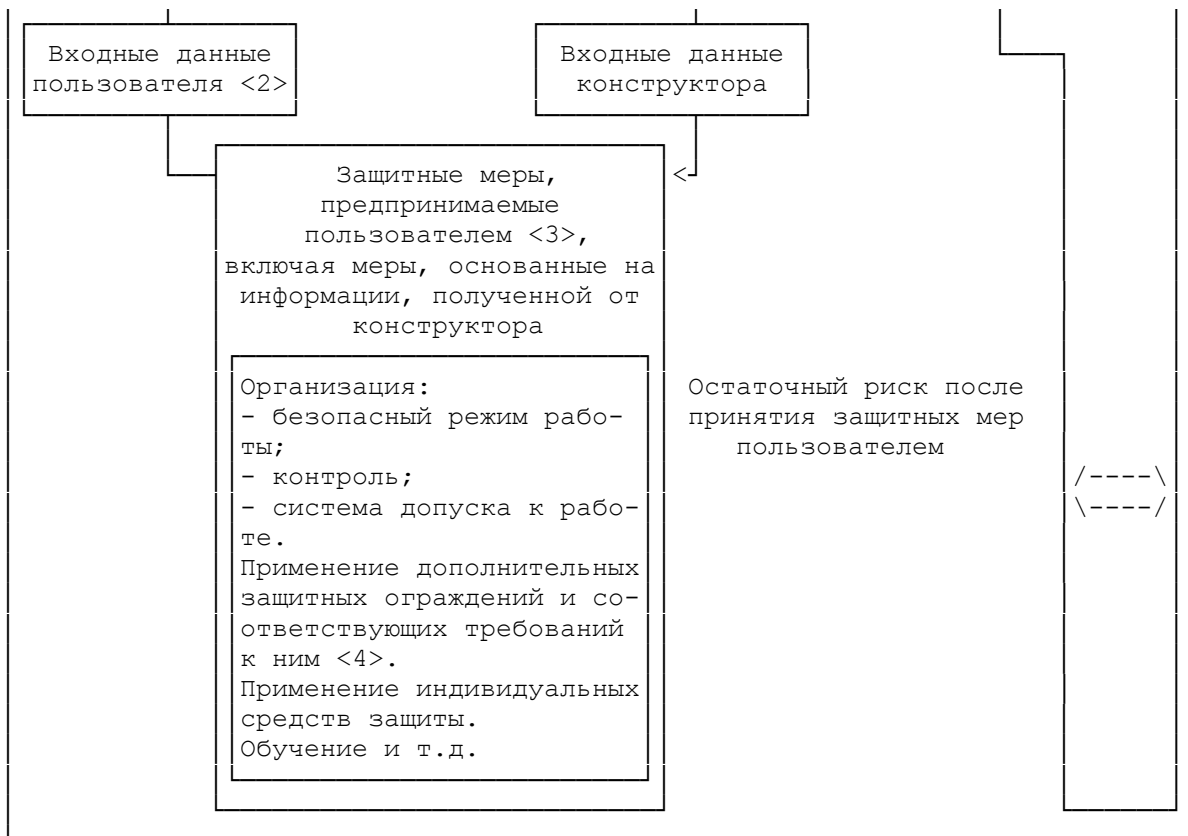 Входные данные
пользователя <2>
Входные данные
конструктора
Защитные меры,
предпринимаемые
пользователем <3>,
включая меры, основанные на
информации, полученной от
конструктора
Организация:
- безопасный режим рабо-
ты;
- контроль;
- система допуска к рабо-
те.
Применение дополнительных
защитных ограждений и со-
ответствующих требований
к ним <4>.
Применение индивидуальных
средств защиты.
Обучение и т.д.
Остаточный риск после
принятия защитных мер
пользователем